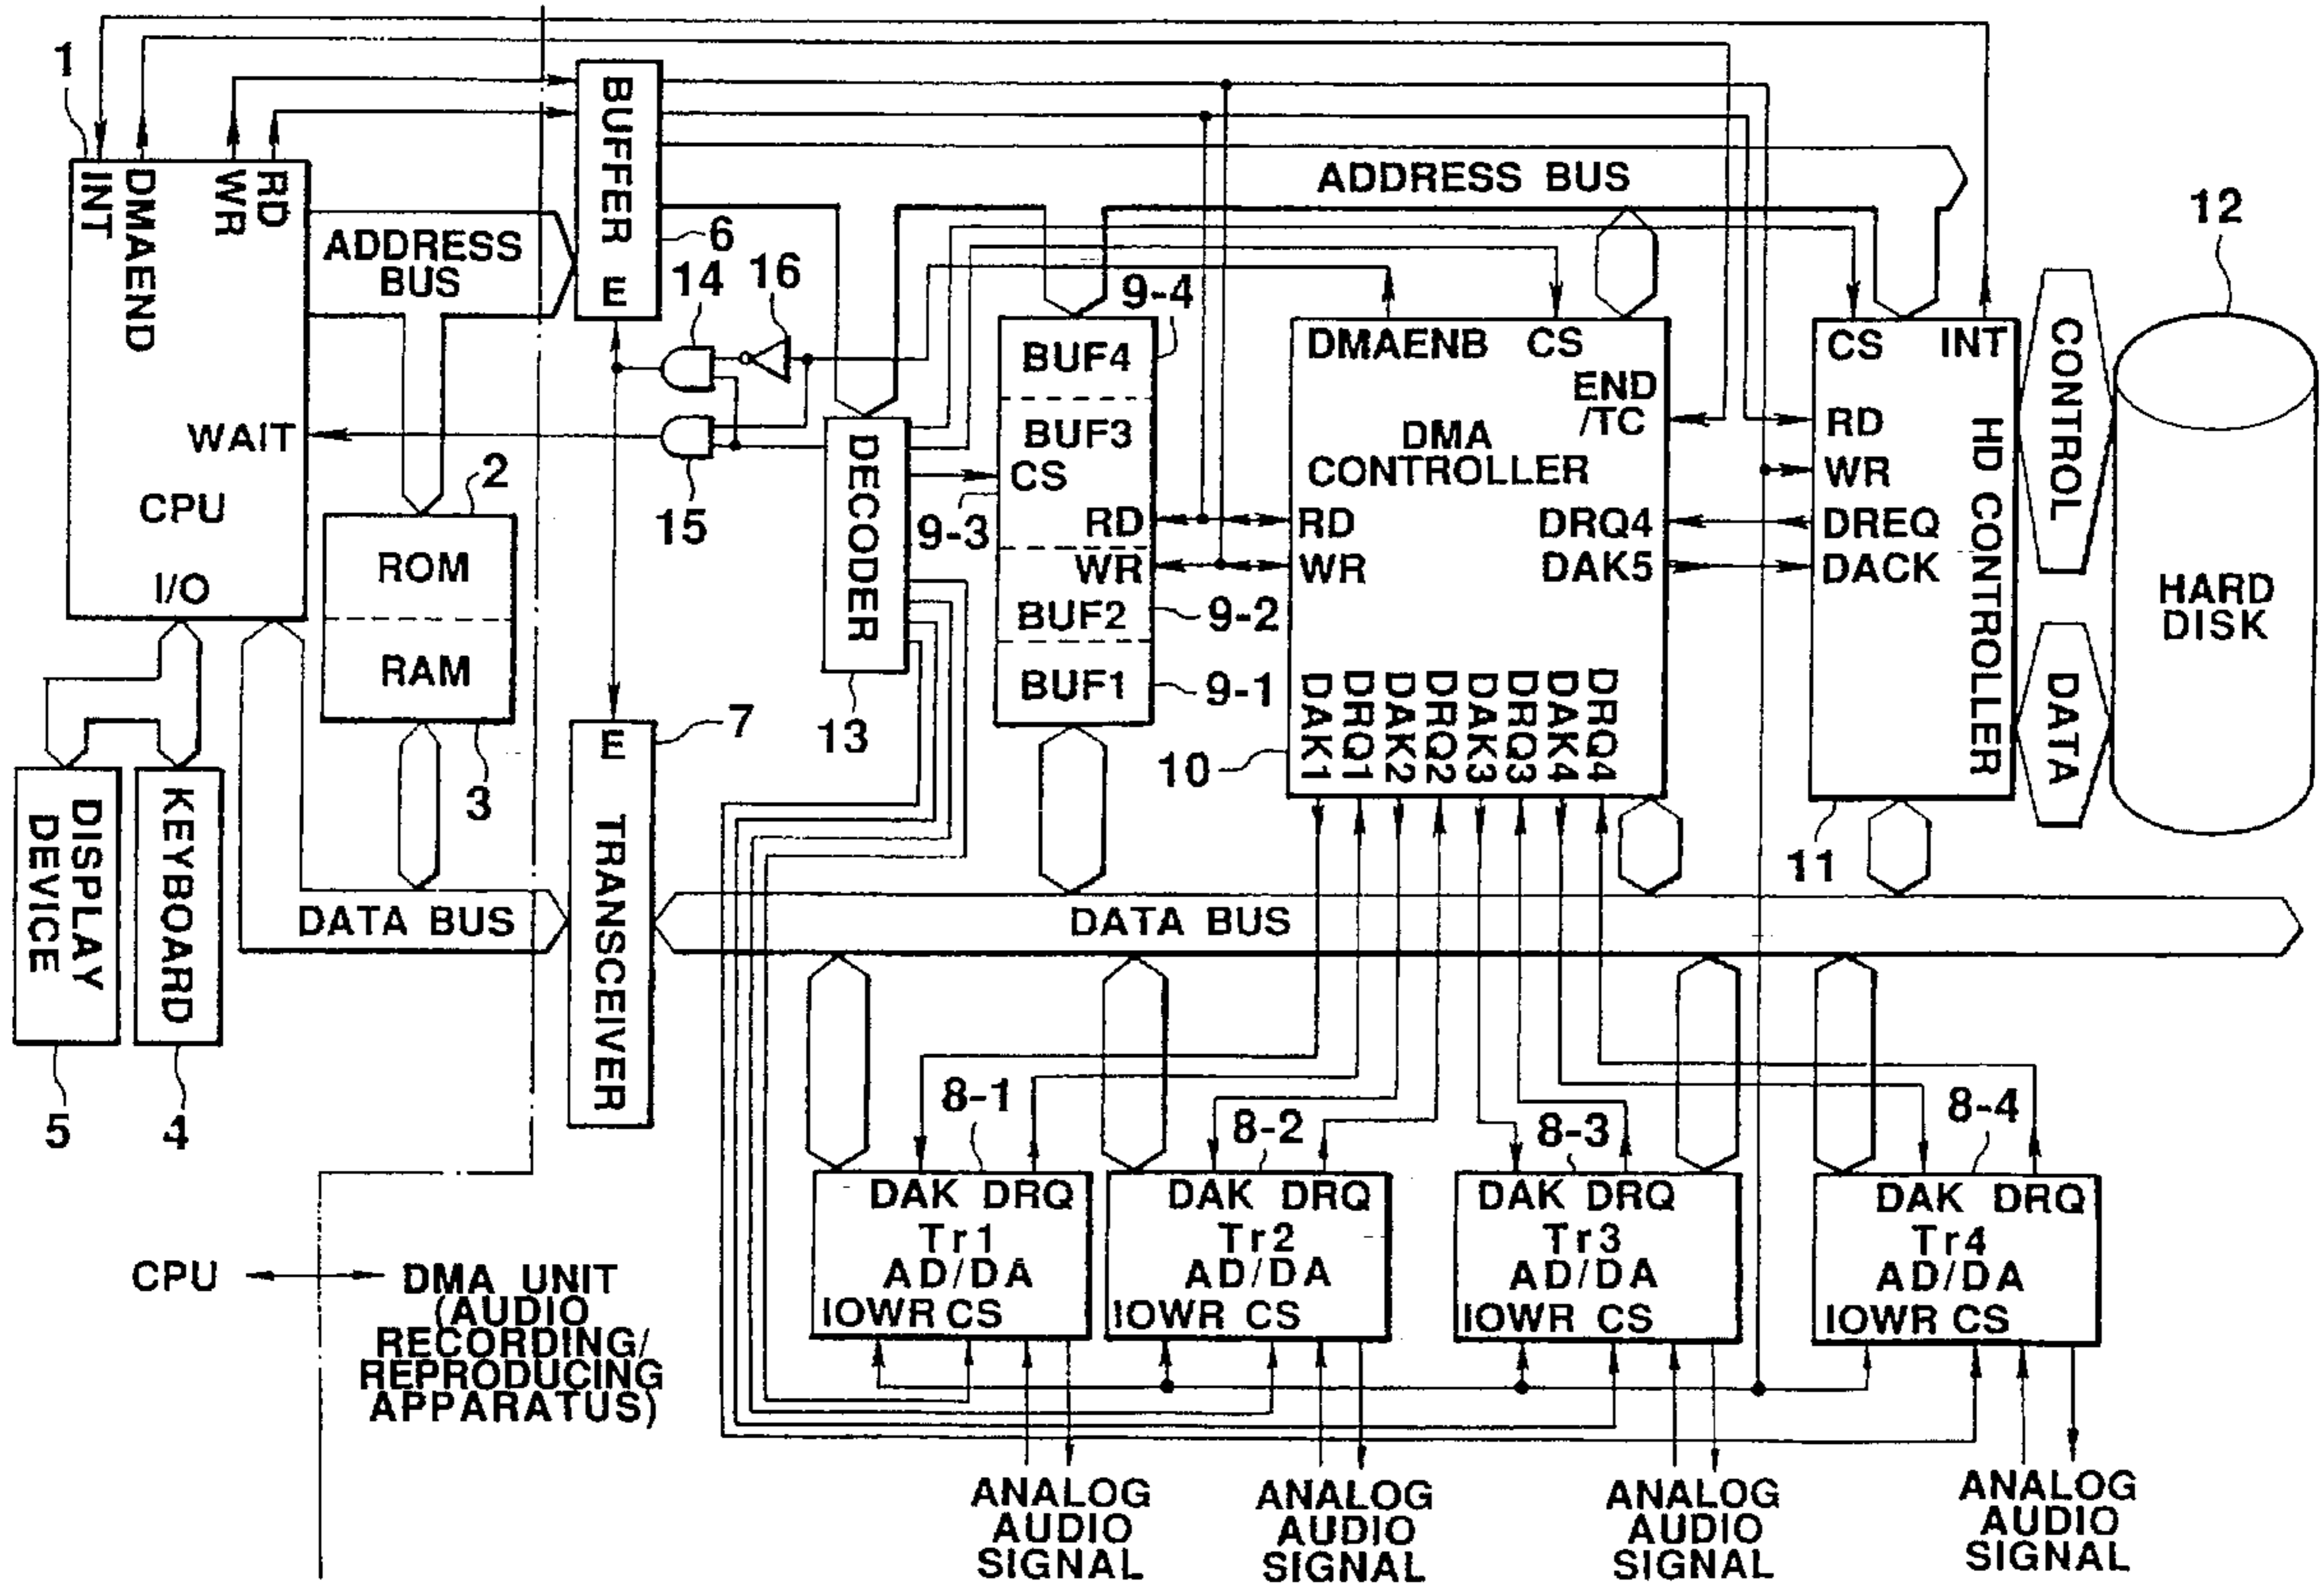 1
INT
DMAEND
WR
RD
ADDRESS
BUS
WAIT
CPU
I/O
2
ROM
RAM
3
DISPLAY
DEVICE
5
KEYBOARD
4
DATA BUS
BUFFER
E
6
14
16
15
E
TRANSCEIVER
7
DECODER
13
ADDRESS BUS
9-4
BUF4
BUF3
CS
9-3
RD
WR
BUF2
9-2
BUF1
9-1
DMAENB CS
END
/TC
DMA
CONTROLLER
RD
WR
DRQ4
DAK5
DAK1
DRQ1
DAK2
DRQ2
DAK3
DRQ3
DAK4
DRQ4
10
CS INT
RD
WR
DREQ
DACK
HD CONTROLLER
11
CONTROL
DATA
12
HARD
DISK
DATA BUS
8-1
DAK DRQ
Tr1
AD/DA
IOWR CS
8-2
DAK DRQ
Tr2
AD/DA
IOWR CS
8-3
DAK DRQ
Tr3
AD/DA
IOWR CS
8-4
DAK DRQ
Tr4
AD/DA
IOWR CS
CPU
DMA UNIT
(AUDIO
RECORDING/
REPRODUCING
APPARATUS)
ANALOG
AUDIO
SIGNAL
ANALOG
AUDIO
SIGNAL
ANALOG
AUDIO
SIGNAL
ANALOG
AUDIO
SIGNAL